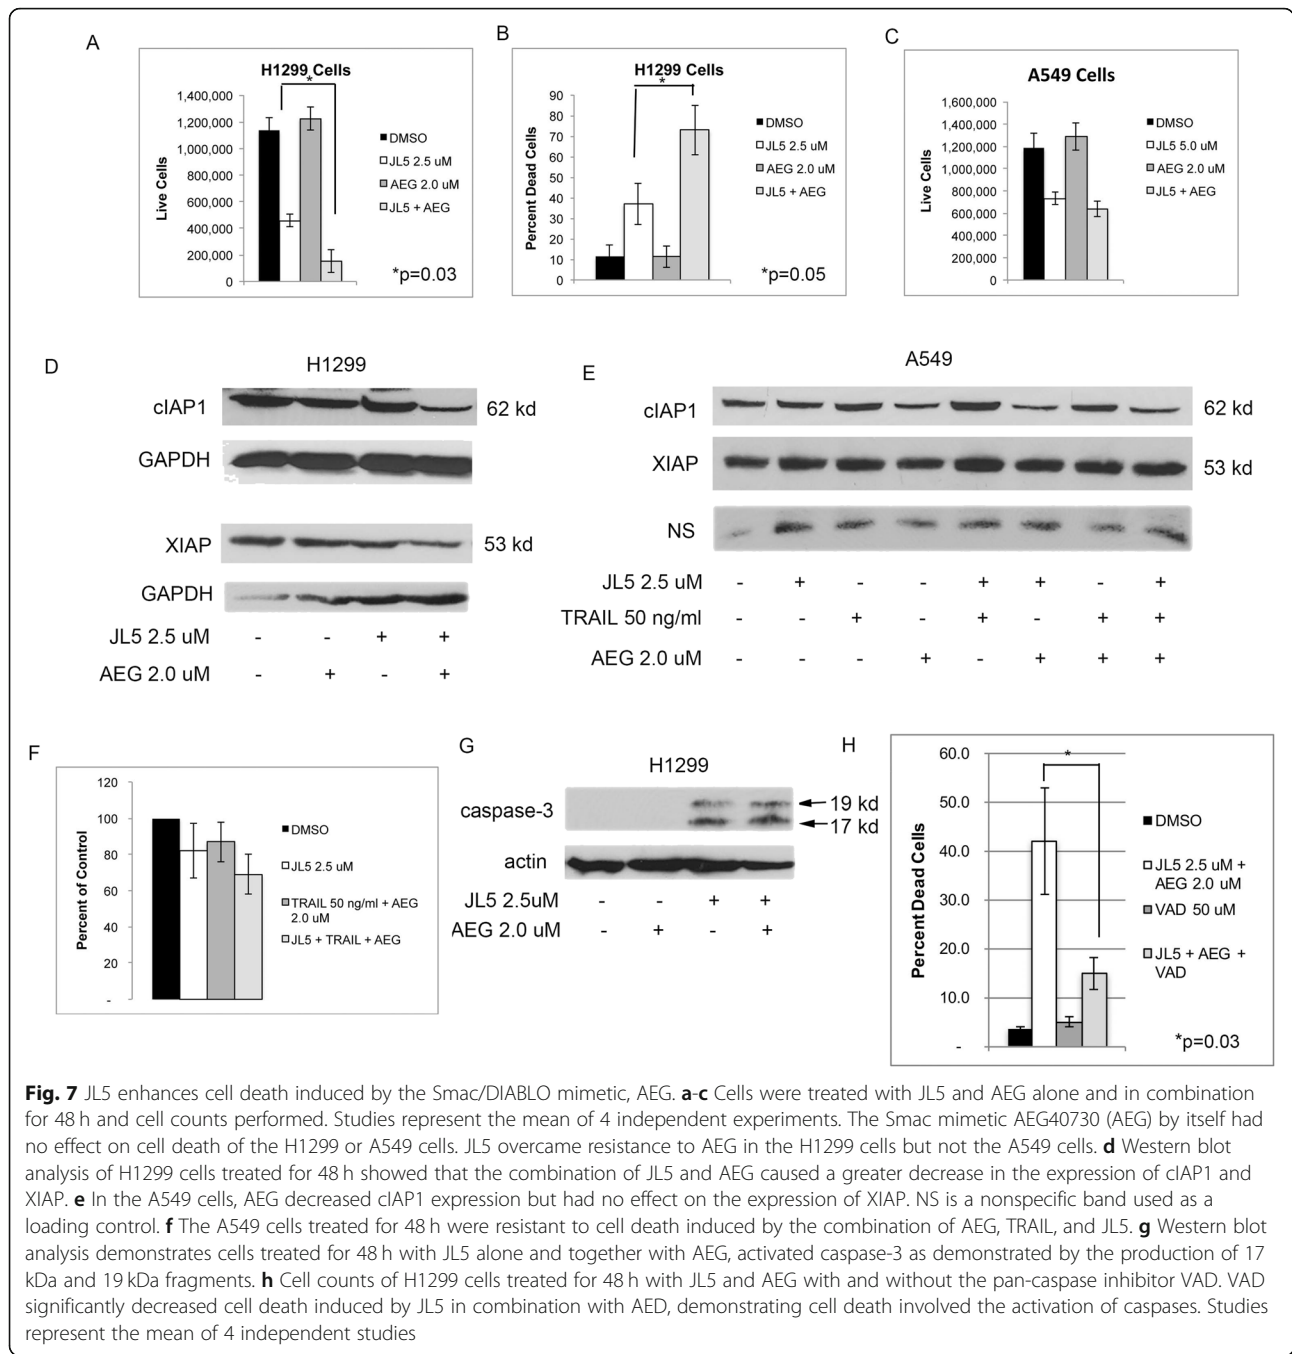 A
H1299 Cells
*
1,400,000
1,200,000
1,000,000
800,000
600,000
400,000
200,000
0
Live Cells
DMSO
JL5 2.5 uM
AEG 2.0 uM
JL5 + AEG
*p=0.03
B
H1299 Cells
*
90
80
70
60
50
40
30
20
10
0
Percent Dead Cells
DMSO
JL5 2.5 uM
AEG 2.0 uM
JL5 + AEG
*p=0.05
C
A549 Cells
1,600,000
1,400,000
1,200,000
1,000,000
800,000
600,000
400,000
200,000
0
Live Cells
DMSO
JL5 5.0 uM
AEG 2.0 uM
JL5 + AEG
D
H1299
cIAP1 62 kd
GAPDH
XIAP 53 kd
GAPDH
JL5 2.5 uM - - + +
AEG 2.0 uM - + - +
E
A549
cIAP1 62 kd
XIAP 53 kd
NS
JL5 2.5 uM - + - - + + - +
TRAIL 50 ng/ml - - + - + - + +
AEG 2.0 uM - - - + - + + +
F
120
100
80
60
40
20
-
Percent of Control
DMSO
JL5 2.5 uM
TRAIL 50 ng/ml + AEG
2.0 uM
JL5 + TRAIL + AEG
G
H1299
caspase-3 19 kd
17 kd
actin
JL5 2.5uM - - + +
AEG 2.0 uM - + - +
H
60.0
50.0
40.0
30.0
20.0
10.0
-
Percent Dead Cells
*
DMSO
JL5 2.5 uM +
AEG 2.0 uM
VAD 50 uM
JL5 + AEG +
VAD
*p=0.03
Fig. 7 JL5 enhances cell death induced by the Smac/DIABLO mimetic, AEG. a-c Cells were treated with JL5 and AEG alone and in combination
for 48 h and cell counts performed. Studies represent the mean of 4 independent experiments. The Smac mimetic AEG40730 (AEG) by itself had
no effect on cell death of the H1299 or A549 cells. JL5 overcame resistance to AEG in the H1299 cells but not the A549 cells. d Western blot
analysis of H1299 cells treated for 48 h showed that the combination of JL5 and AEG caused a greater decrease in the expression of cIAP1 and
XIAP. e In the A549 cells, AEG decreased cIAP1 expression but had no effect on the expression of XIAP. NS is a nonspecific band used as a
loading control. f The A549 cells treated for 48 h were resistant to cell death induced by the combination of AEG, TRAIL, and JL5. g Western blot
analysis demonstrates cells treated for 48 h with JL5 alone and together with AEG, activated caspase-3 as demonstrated by the production of 17
kDa and 19 kDa fragments. h Cell counts of H1299 cells treated for 48 h with JL5 and AEG with and without the pan-caspase inhibitor VAD. VAD
significantly decreased cell death induced by JL5 in combination with AED, demonstrating cell death involved the activation of caspases. Studies
represent the mean of 4 independent studies